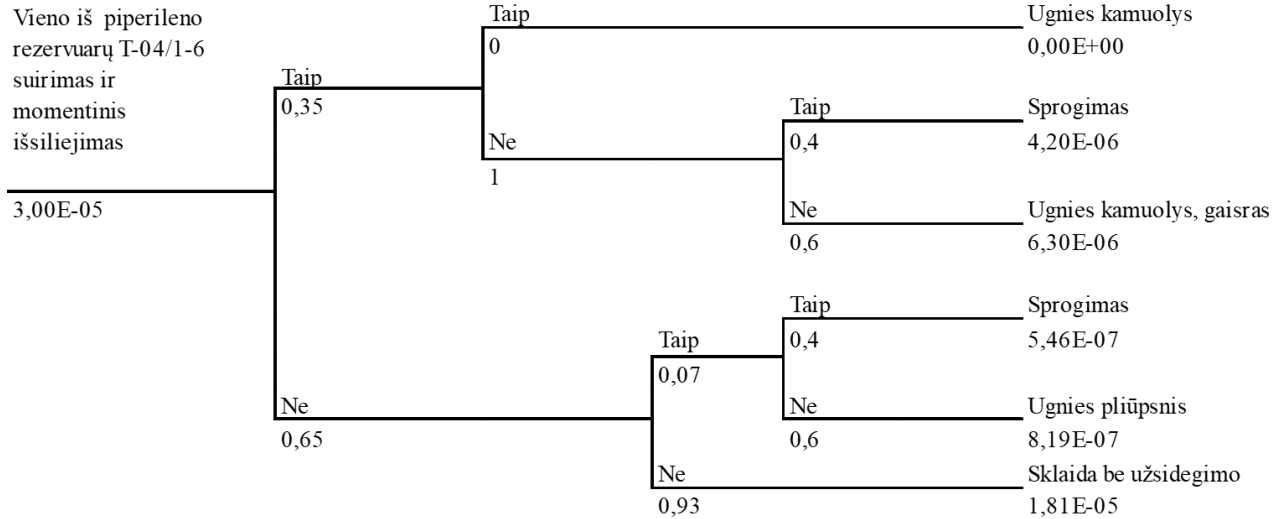 Vieno iš piperileno
rezervuarų T-04/1-6
suirimas ir
momentinis
išsiliejimas
3,00E-05
Taip
0,35
Ne
0,65
Taip
0
Ne
1
Taip
0,07
Ne
0,93
Taip
0,4
Ne
0,6
Taip
0,4
Ne
0,6
Ugnies kamuolys
0,00E+00
Sprogimas
4,20E-06
Ugnies kamuolys, gaisras
6,30E-06
Sprogimas
5,46E-07
Ugnies pliūpsnis
8,19E-07
Sklaida be užsidegimo
1,81E-05